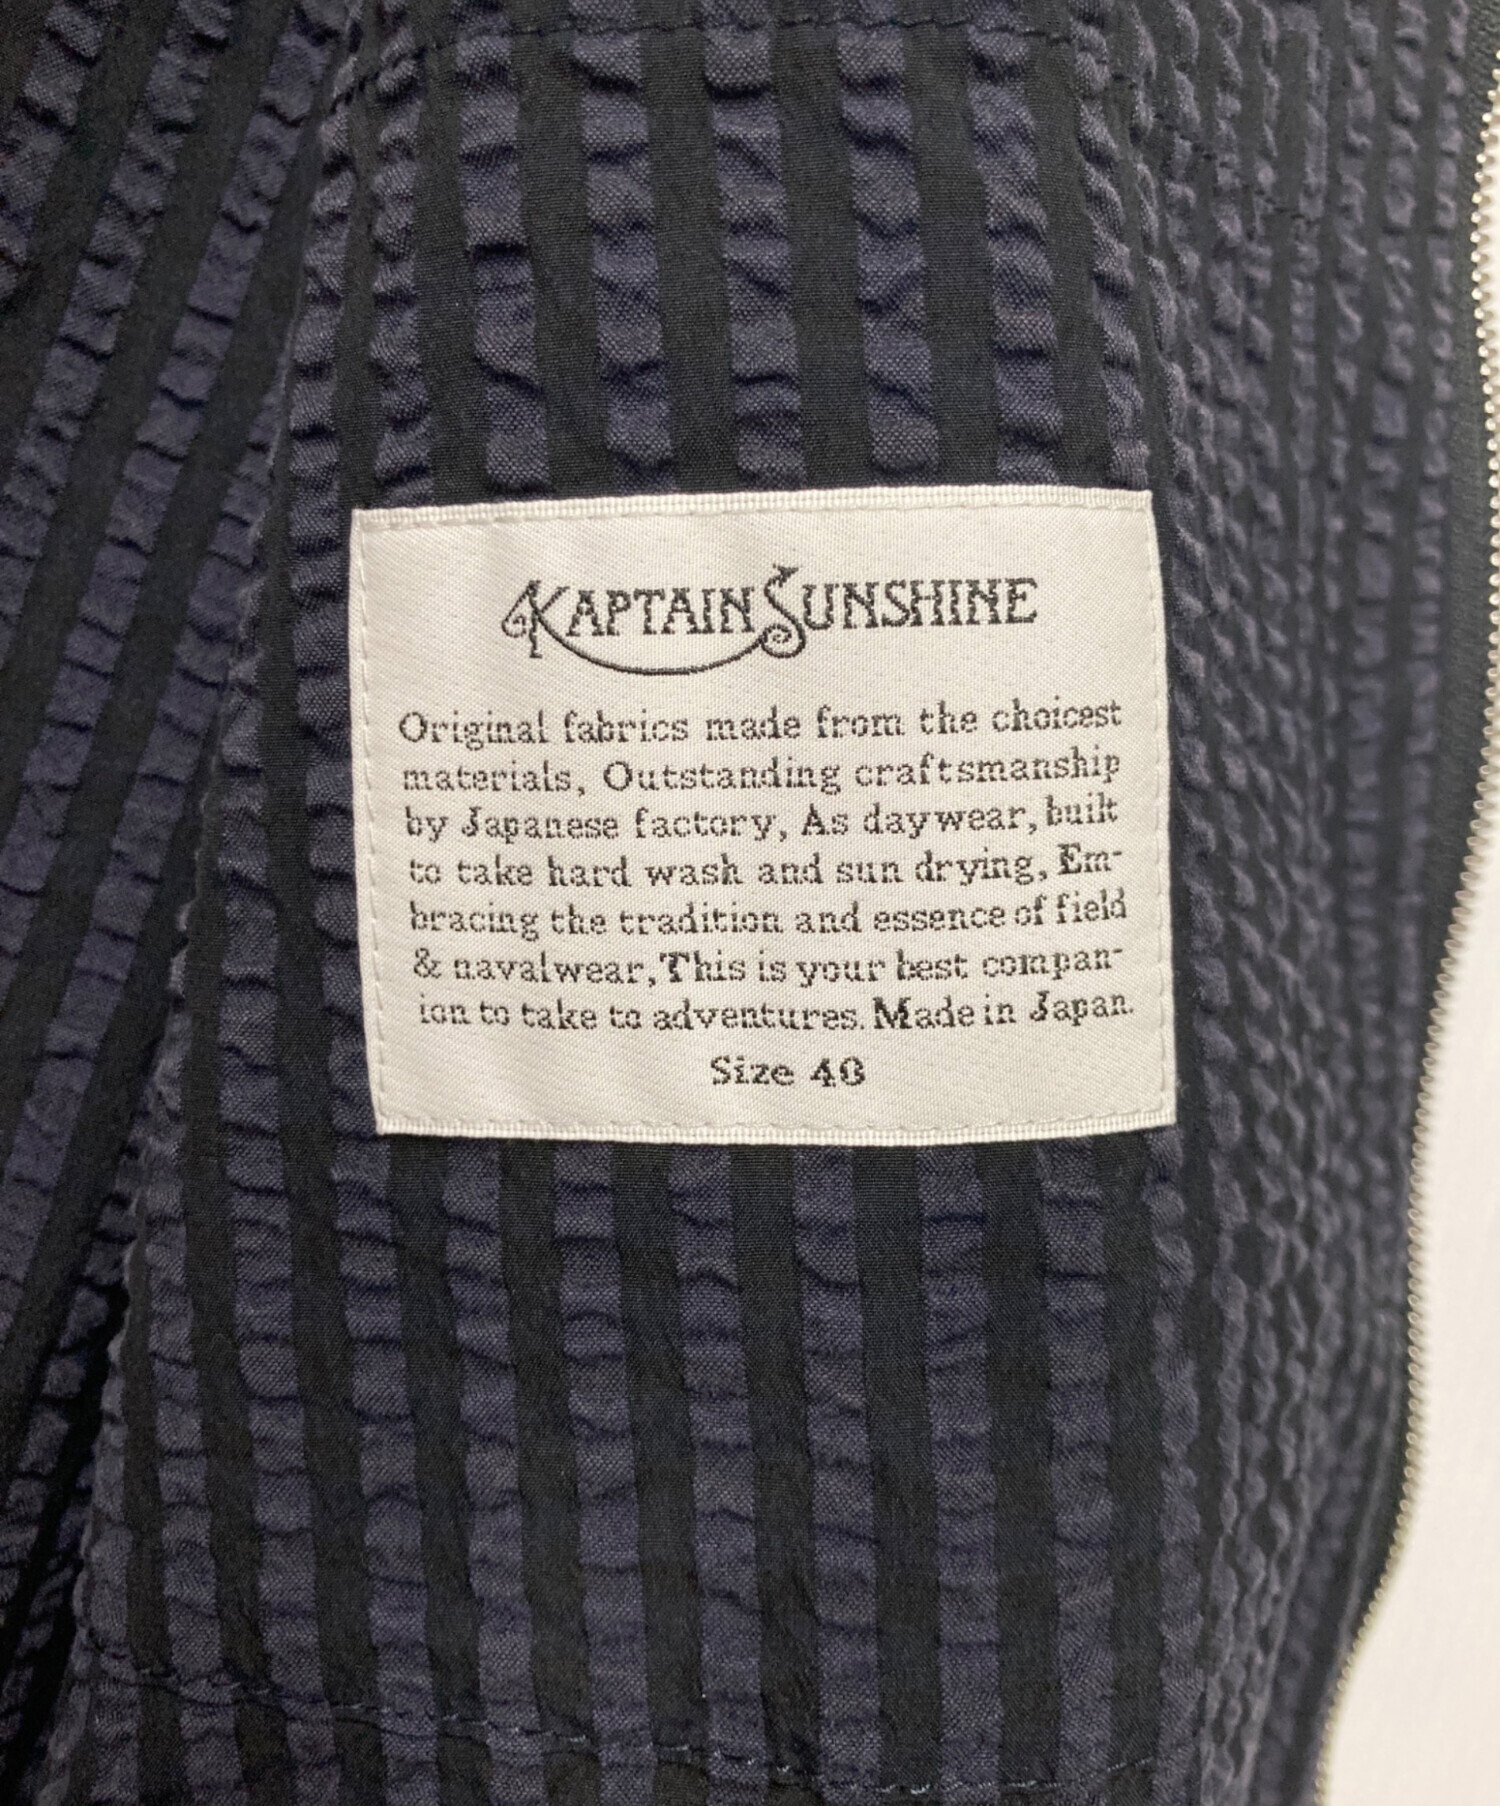 KAPTAIN SUNSHINE
Original fabrics made from the choicest
materials, Outstanding craftsmanship
by Japanese factory, As daywear, built
to take hard wash and sun drying, Em-
bracing the tradition and essence of field
& navalwear, This is your best compan-
ion to take to adventures. Made in Japan.
Size 40